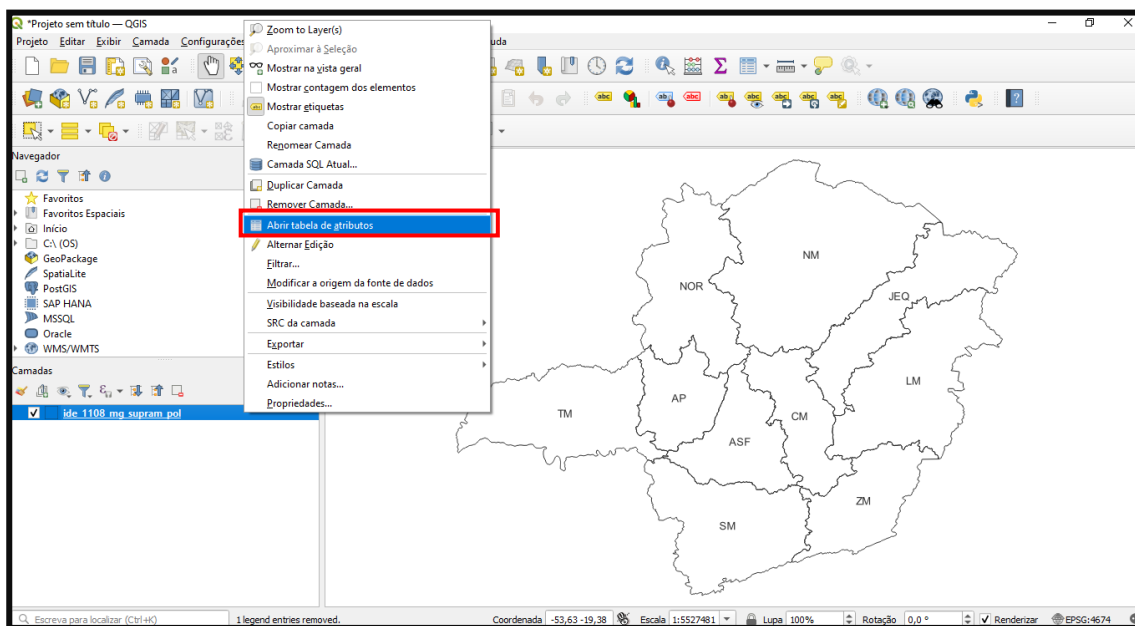 *Projeto sem título — QGIS
Projeto Editar Exibir Camada Configurações
uda
Zoom to Layer(s)
Aproximar à Seleção
Mostrar na vista geral
Mostrar contagem dos elementos
Mostrar etiquetas
Copiar camada
Renomear Camada
Camada SQL Atual...
Duplicar Camada
Remover Camada...
Abrir tabela de atributos
Alternar Edição
Filtrar...
Modificar a origem da fonte de dados
Visibilidade baseada na escala
SRC da camada
Exportar
Estilos
Adicionar notas...
Propriedades...
Navegador
Favoritos
Favoritos Espaciais
Início
C:\ (OS)
GeoPackage
SpatiaLite
PostGIS
SAP HANA
MSSQL
Oracle
WMS/WMTS
Camadas
ide_1108_mg_supram_pol
NM
NOR
JEQ
LM
AP
TM
CM
ASF
ZM
SM
Escreva para localizar (Ctrl+K)
1 legend entries removed.
Coordenada -53,63 -19,38 Escala 1:5527481 Lupa 100% Rotação 0,0 ° Renderizar EPSG:4674